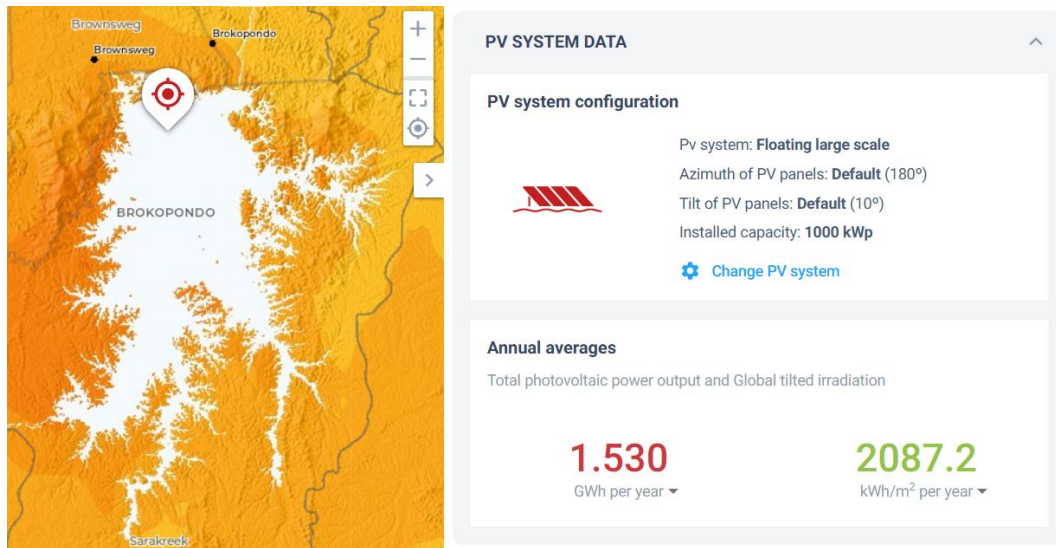 Brownsweg
Brokopondo
Brownsweg
BROKOPONDO
Sarakreek
PV SYSTEM DATA
PV system configuration
Pv system: Floating large scale
Azimuth of PV panels: Default (180º)
Tilt of PV panels: Default (10º)
Installed capacity: 1000 kWp
Change PV system
Annual averages
Total photovoltaic power output and Global tilted irradiation
1.530
GWh per year
2087.2
kWh/m² per year